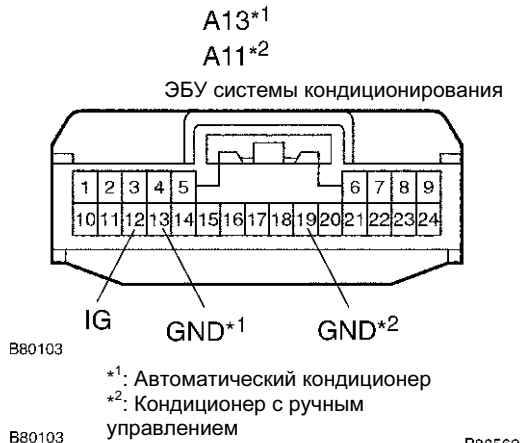 A13*1
A11*2
ЭБУ системы кондиционирования
1 2 3 4 5 6 7 8 9
10 11 12 13 14 15 16 17 18 19 20 21 22 23 24
IG GND*1 GND*2
B80103
*1: Автоматический кондиционер
*2: Кондиционер с ручным
управлением
B80103